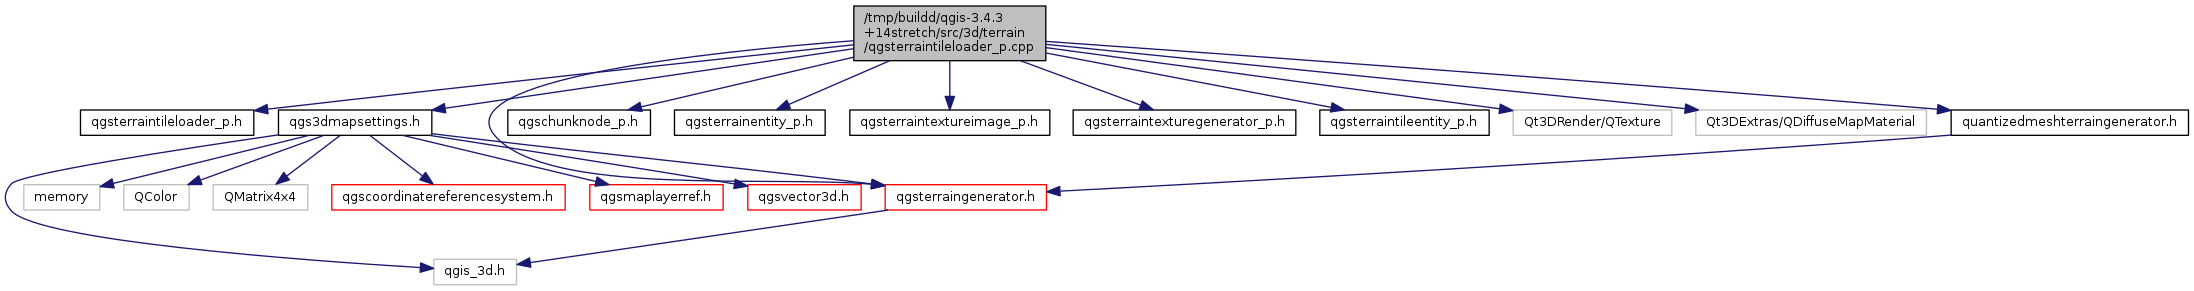 /tmp/buildd/qgis-3.4.3
+14stretch/src/3d/terrain
/qgsterraintileloader_p.cpp
qgsterraintileloader_p.h
qgs3dmapsettings.h
qgschunknode_p.h
qgsterrainentity_p.h
qgsterraintextureimage_p.h
qgsterraintexturegenerator_p.h
qgsterraintileentity_p.h
Qt3DRender/QTexture
Qt3DExtras/QDiffuseMapMaterial
quantizedmeshterraingenerator.h
memory
QColor
QMatrix4x4
qgscoordinatereferencesystem.h
qgsmaplayerref.h
qgsvector3d.h
qgsterraingenerator.h
qgis_3d.h